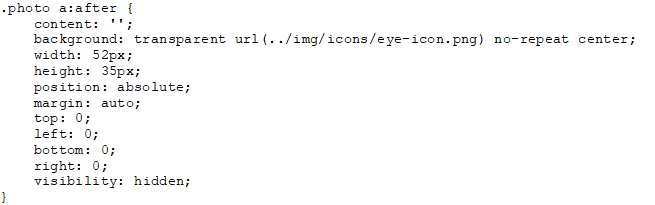 .photo a:after {
    content: '';
    background: transparent url(../img/icons/eye-icon.png) no-repeat center;
    width: 52px;
    height: 35px;
    position: absolute;
    margin: auto;
    top: 0;
    left: 0;
    bottom: 0;
    right: 0;
    visibility: hidden;
}